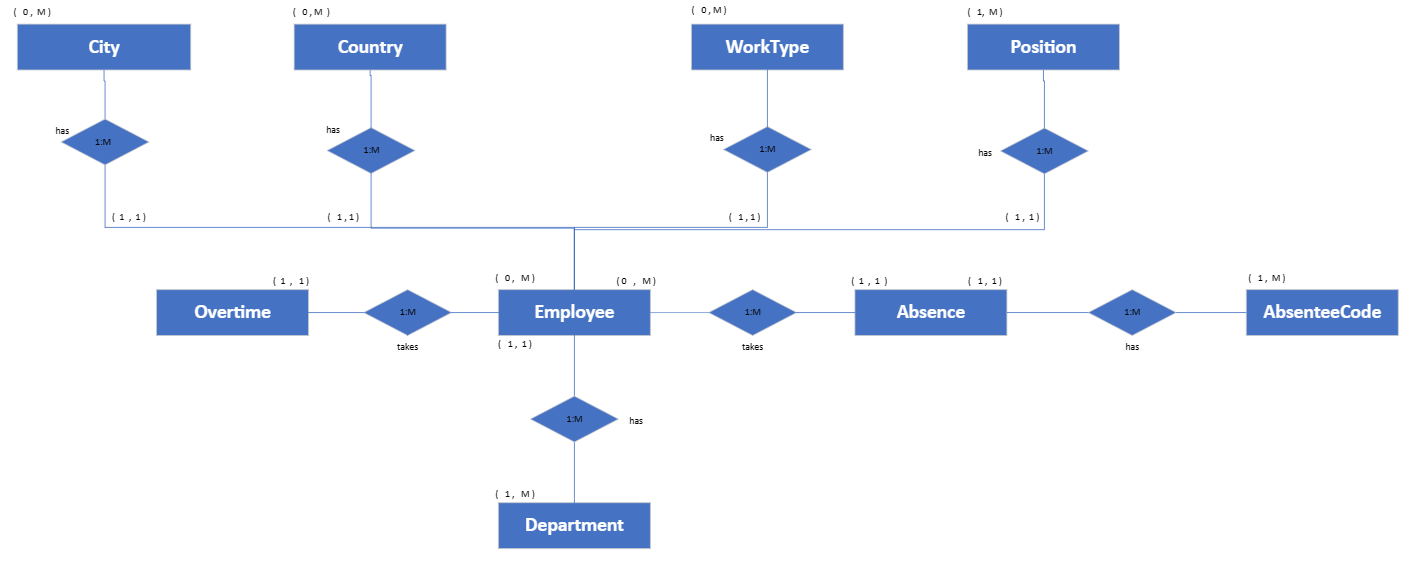 ( 0, M)
( 0,M )
( 0,M)
( 1, M)
City
Country
WorkType
Position
has
1:M
has
1:M
has
1:M
has
1:M
( 1 , 1)
( 1,1)
( 1,1)
( 1,1)
( 1 , 1)
( 0, M)
(0 , M)
( 1,1 )
( 1,1)
( 1,M)
Overtime
1:M
Employee
1:M
Absence
1:M
AbsenteeCode
takes
( 1,1)
takes
has
1:M
has
( 1, M)
Department